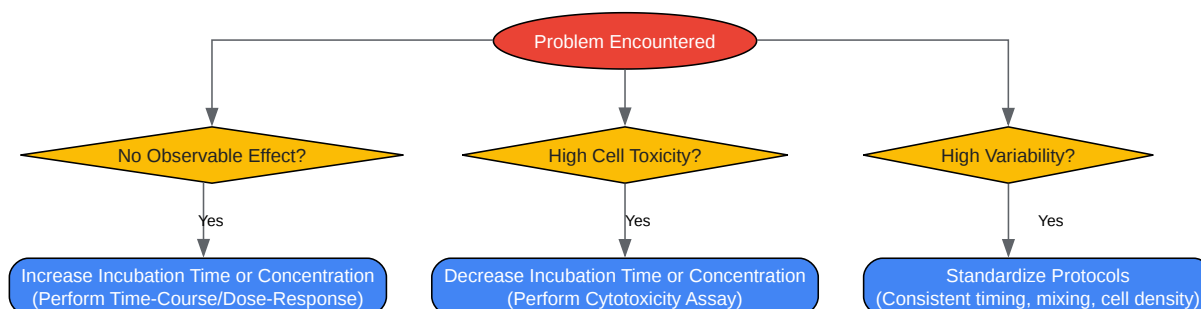 Problem Encountered
No Observable Effect?
High Cell Toxicity?
High Variability?
Yes
Yes
Yes
Increase Incubation Time or Concentration
(Perform Time-Course/Dose-Response)
Decrease Incubation Time or Concentration
(Perform Cytotoxicity Assay)
Standardize Protocols
(Consistent timing, mixing, cell density)